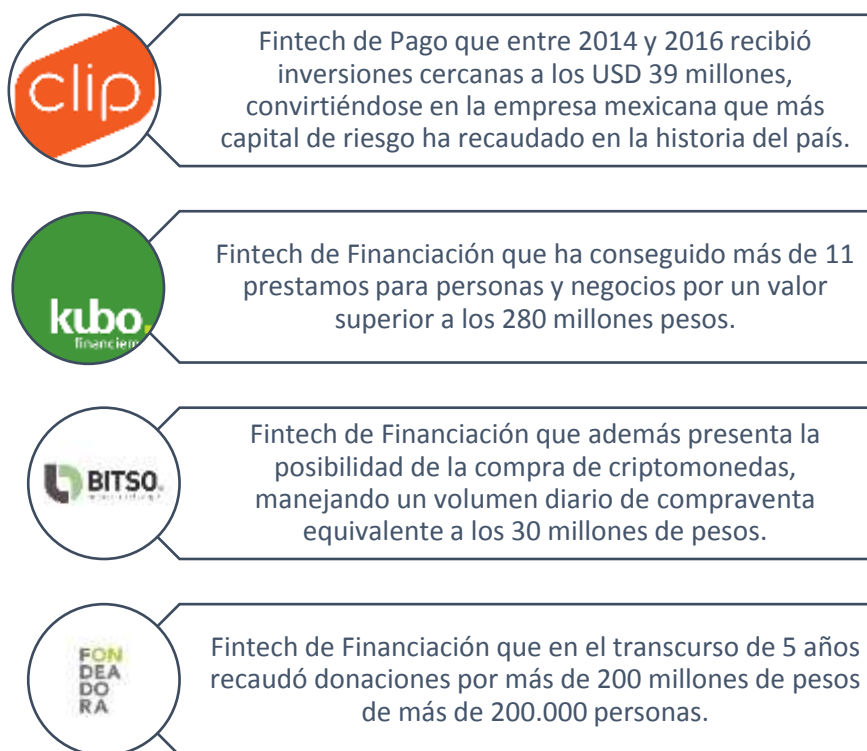 clip
Fintech de Pago que entre 2014 y 2016 recibió
inversiones cercanas a los USD 39 millones,
convirtiéndose en la empresa mexicana que más
capital de riesgo ha recaudado en la historia del país.
kubo.
financiero
Fintech de Financiación que ha conseguido más de 11
prestamos para personas y negocios por un valor
superior a los 280 millones pesos.
BITSO
Fintech de Financiación que además presenta la
posibilidad de la compra de criptomonedas,
manejando un volumen diario de compraventa
equivalente a los 30 millones de pesos.
FON
DEA
DO
RA
Fintech de Financiación que en el transcurso de 5 años
recaudó donaciones por más de 200 millones de pesos
de más de 200.000 personas.